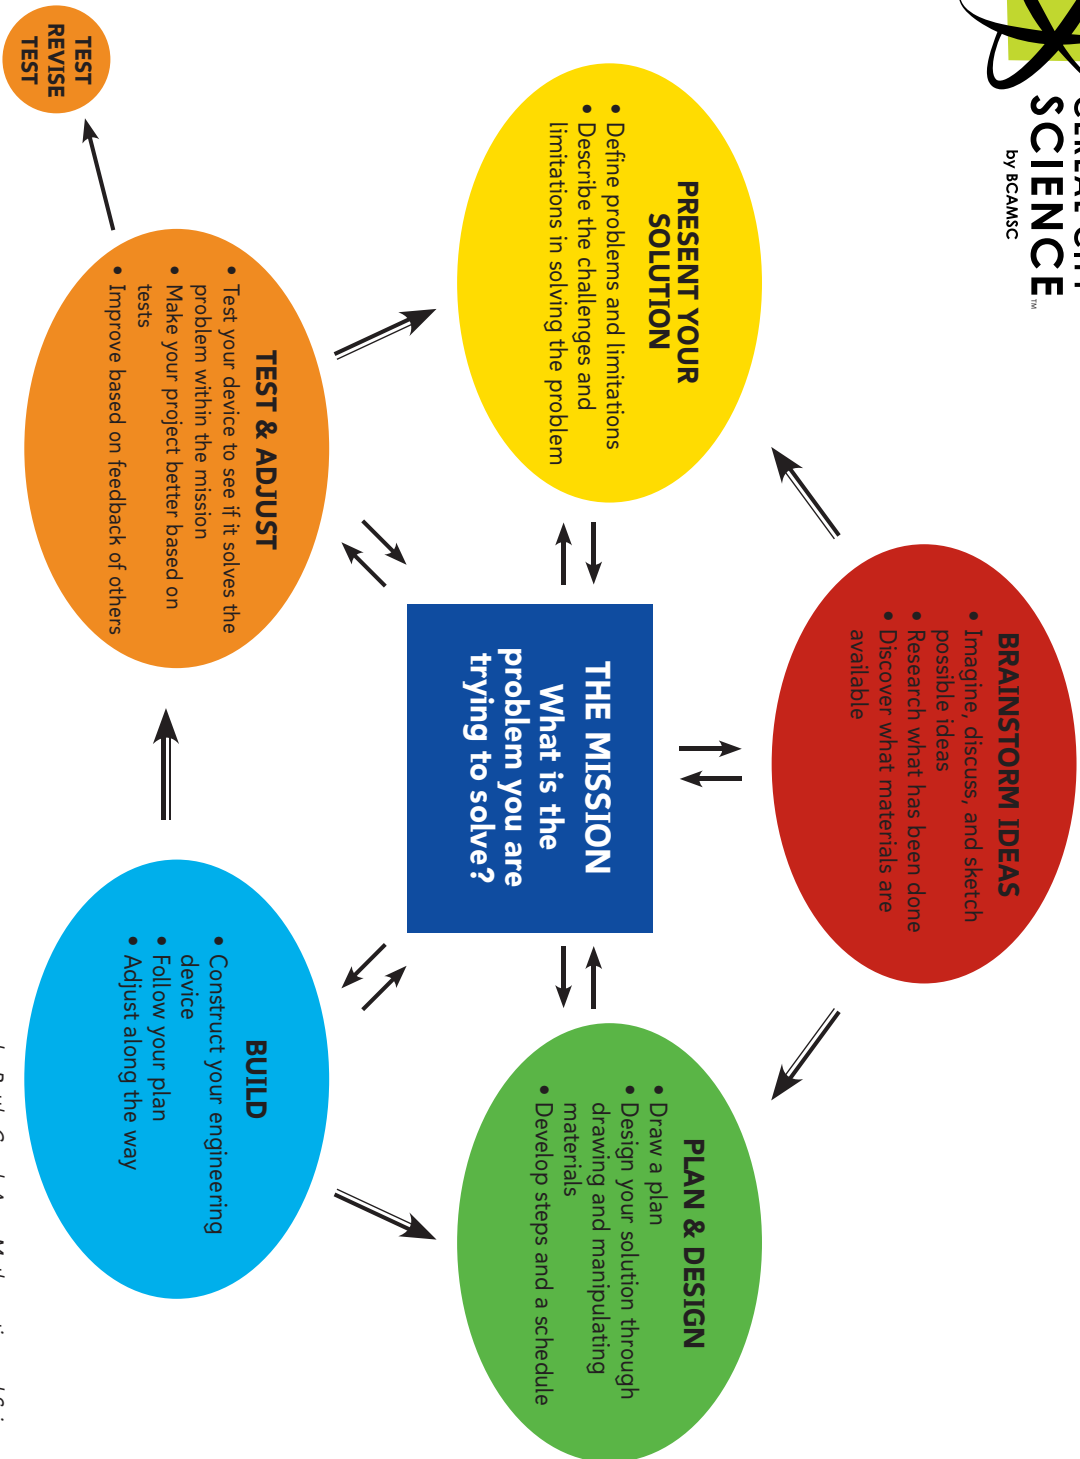 SCIENCE™
by BCAMSC
BRAINSTORM IDEAS
• Imagine, discuss, and sketch
possible ideas
• Research what has been done
• Discover what materials are
available
PRESENT YOUR
SOLUTION
• Define problems and limitations
• Describe the challenges and
limitations in solving the problem
THE MISSION
What is the
problem you are
trying to solve?
PLAN & DESIGN
• Draw a plan
• Design your solution through
drawing and manipulating
materials
• Develop steps and a schedule
TEST & ADJUST
• Test your device to see if it solves the
problem within the mission
• Make your project better based on
tests
• Improve based on feedback of others
BUILD
• Construct your engineering
device
• Follow your plan
• Adjust along the way
TEST
REVISE
TEST